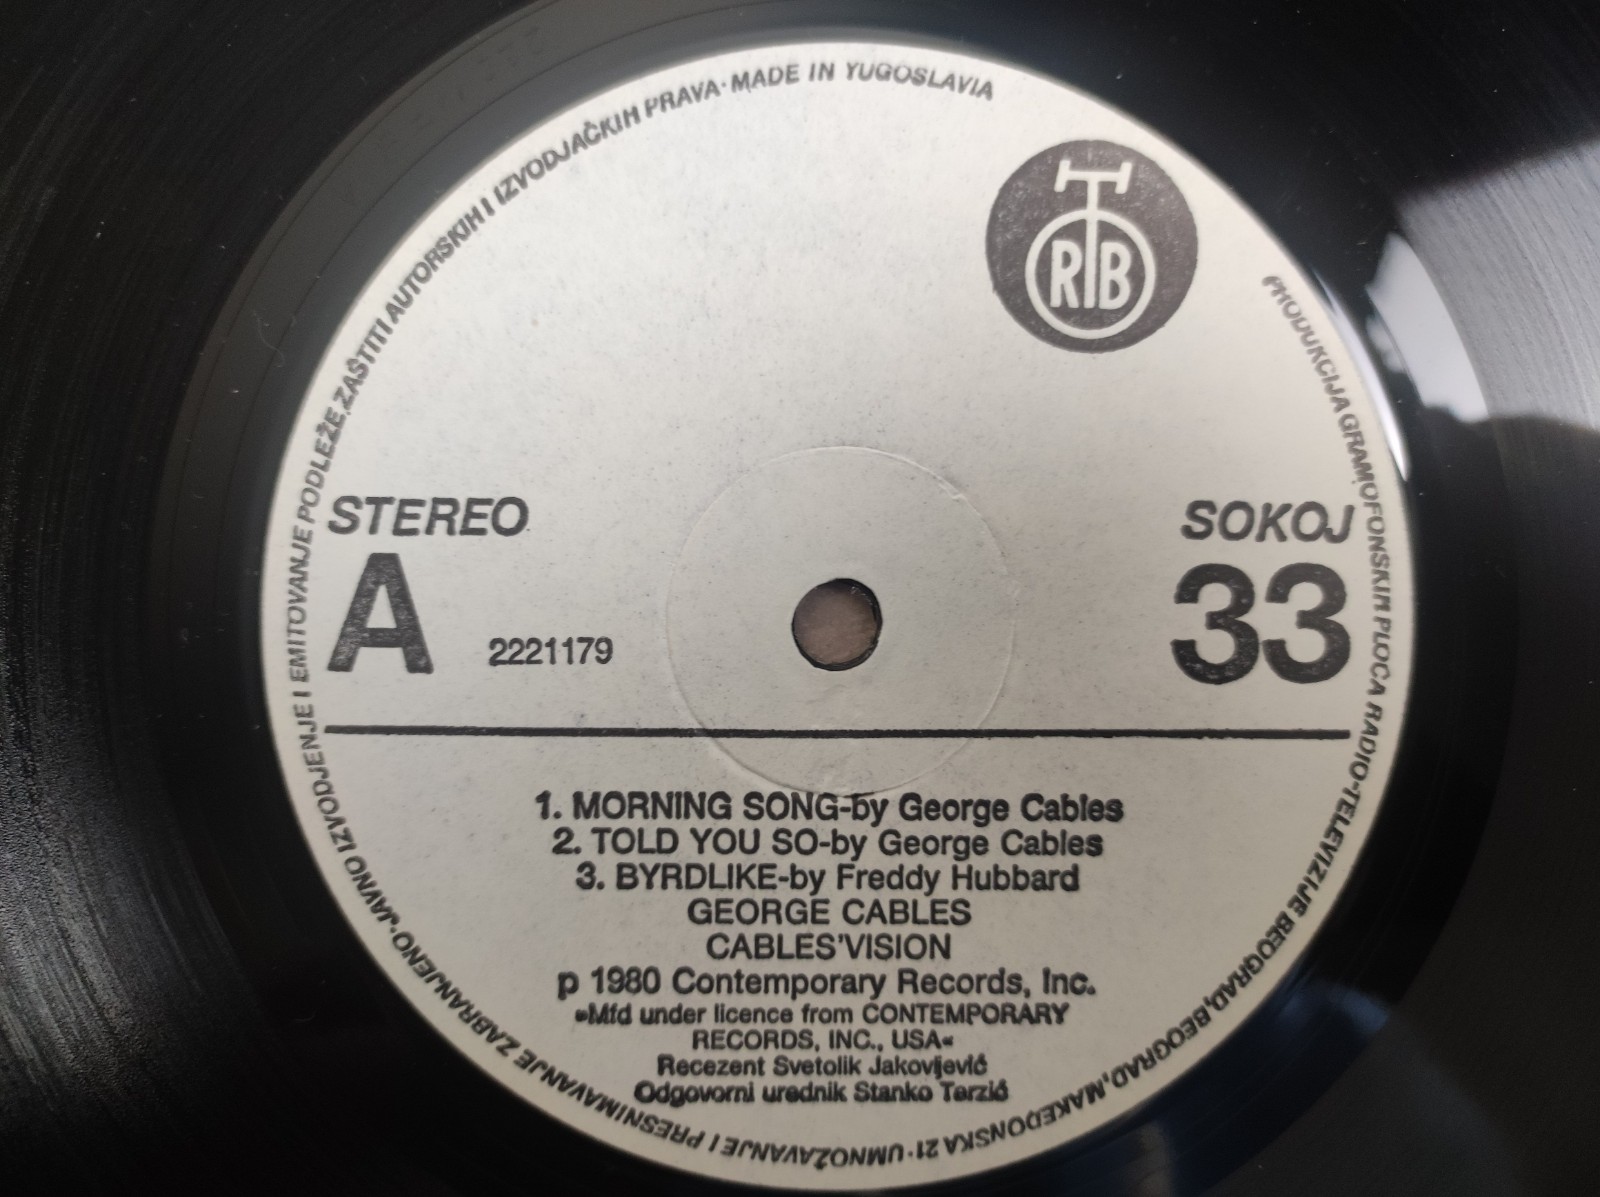 PRODUKCIJA GRAMOFONSKIH PLOČA RADIO-TELEVIZIJE BEOGRAD, BEOGRAD, MAKEDONSKA 21 · UMNOŽAVANJE I PRESNIMAVANJE ZABRANJENO · JAVNO IZVODJENJE I EMITOVANJE PODLEŽE ZAŠTITI AUTORSKIH I IZVODJAČKIH PRAVA · MADE IN YUGOSLAVIA
RTB
STEREO
SOKOJ
A
2221179
33
1. MORNING SONG-by George Cables
2. TOLD YOU SO-by George Cables
3. BYRDLIKE-by Freddy Hubbard
GEORGE CABLES
CABLES'VISION
p 1980 Contemporary Records, Inc.
»Mfd under licence from CONTEMPORARY
RECORDS, INC., USA«
Recezent Svetolik Jakovljević
Odgovorni urednik Stanko Terzić